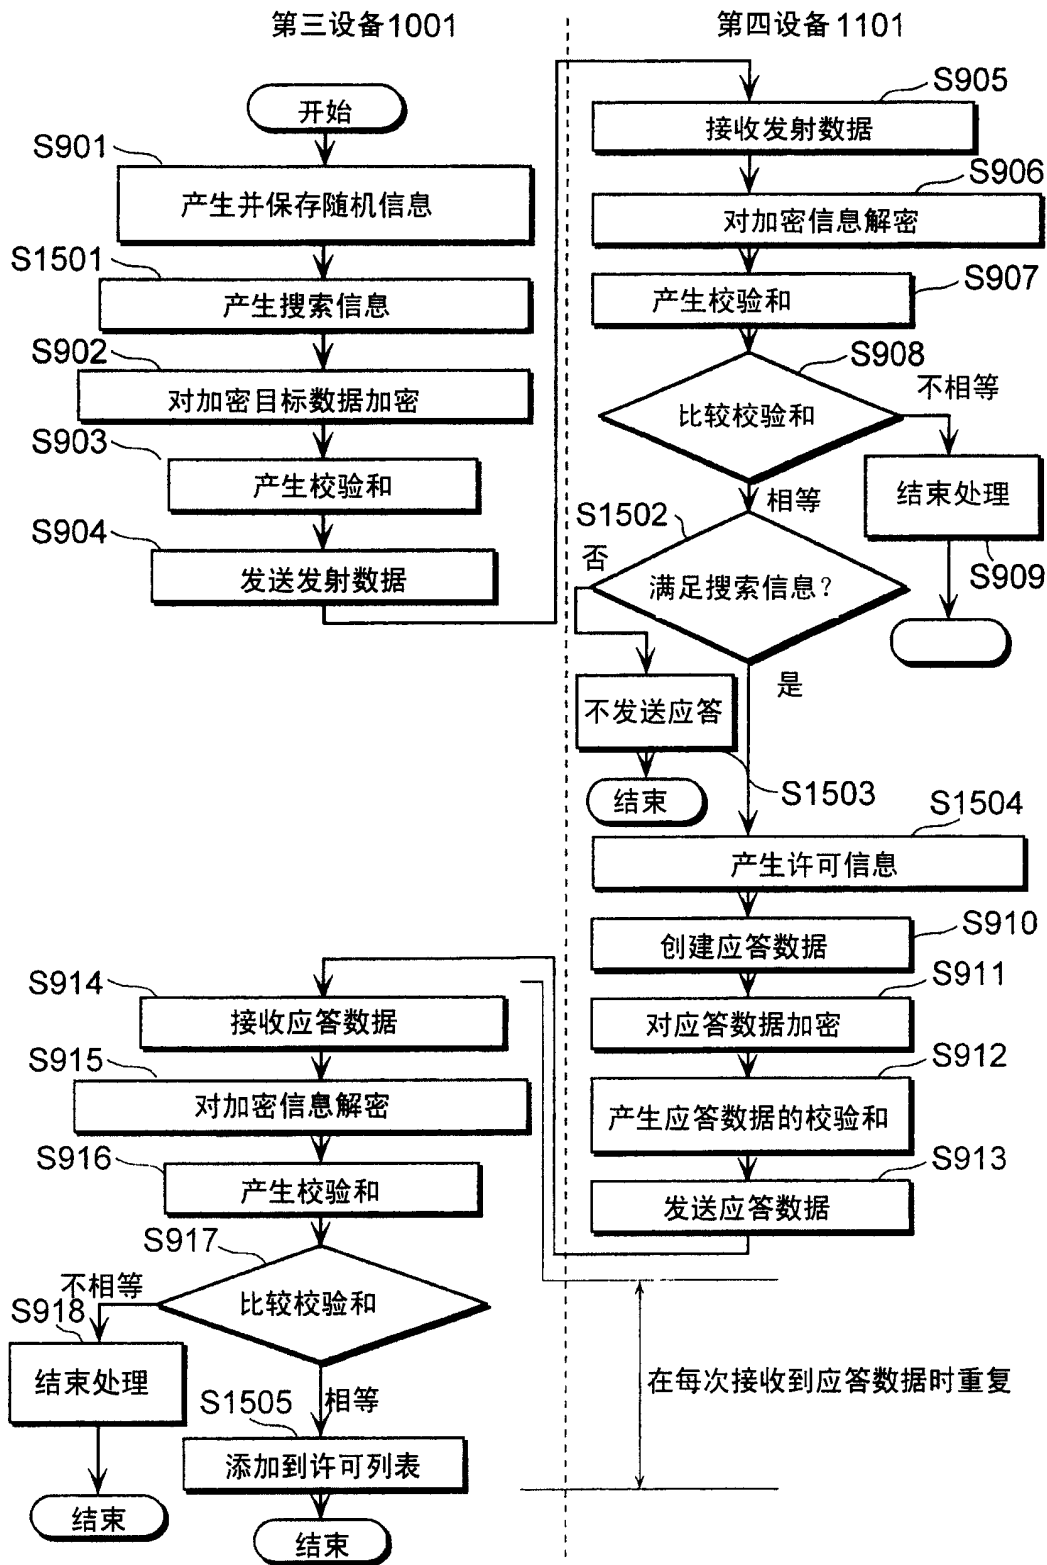 第三设备1001
第四设备1101
开始
S901
产生并保存随机信息
S1501
产生搜索信息
S902
对加密目标数据加密
S903
产生校验和
S904
发送发射数据
S905
接收发射数据
S906
对加密信息解密
S907
产生校验和
S908
比较校验和
不相等
结束处理
S909
相等
S1502
否
满足搜索信息?
是
不发送应答
S1503
结束
S1504
产生许可信息
S910
创建应答数据
S911
对应答数据加密
S912
产生应答数据的校验和
S913
发送应答数据
S914
接收应答数据
S915
对加密信息解密
S916
产生校验和
S917
比较校验和
不相等
S918
结束处理
结束
相等
S1505
添加到许可列表
结束
在每次接收到应答数据时重复